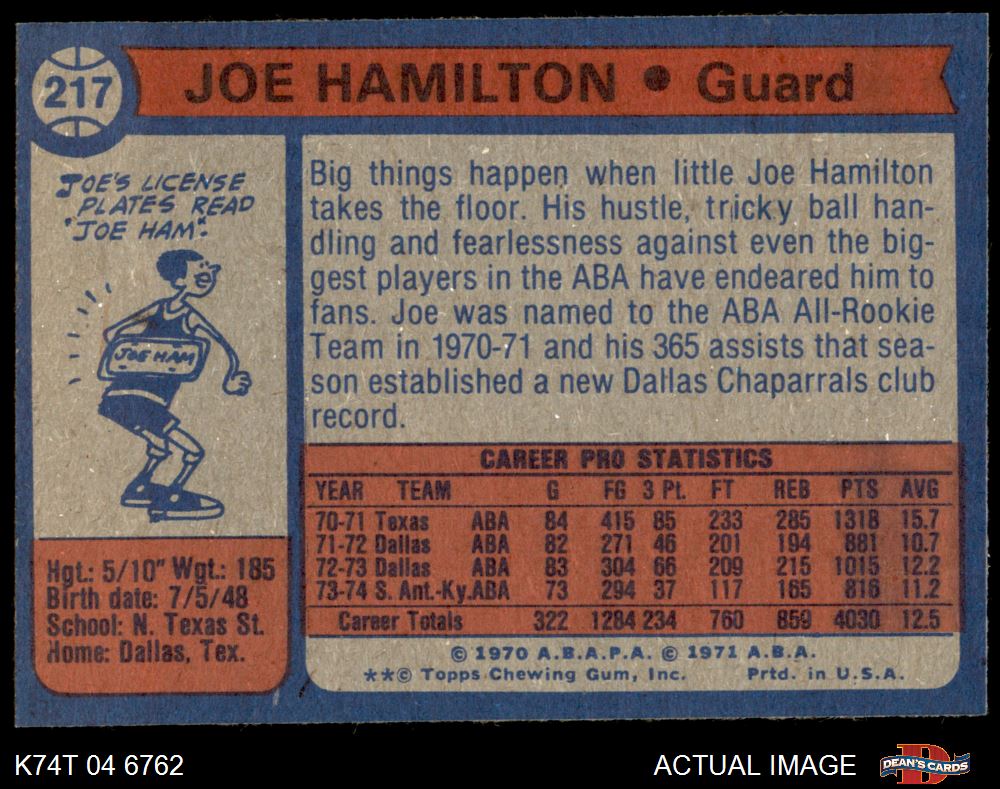 217
JOE HAMILTON • Guard
JOE'S LICENSE
PLATES READ
"JOE HAM".
JOE HAM
Hgt.: 5/10" Wgt.: 185
Birth date: 7/5/48
School: N. Texas St.
Home: Dallas, Tex.
Big things happen when little Joe Hamilton
takes the floor. His hustle, tricky ball han-
dling and fearlessness against even the big-
gest players in the ABA have endeared him to
fans. Joe was named to the ABA All-Rookie
Team in 1970-71 and his 365 assists that sea-
son established a new Dallas Chaparrals club
record.
CAREER PRO STATISTICS
YEAR TEAM G FG 3 Pt. FT REB PTS AVG
70-71 Texas ABA 84 415 85 233 285 1318 15.7
71-72 Dallas ABA 82 271 46 201 194 881 10.7
72-73 Dallas ABA 83 304 66 209 215 1015 12.2
73-74 S. Ant.-Ky. ABA 73 294 37 117 165 816 11.2
Career Totals 322 1284 234 760 859 4030 12.5
© 1970 A.B.A.P.A. © 1971 A.B.A.
**© Topps Chewing Gum, Inc. Prtd. in U.S.A.
K74T 04 6762
ACTUAL IMAGE
D
DEAN'S CARDS